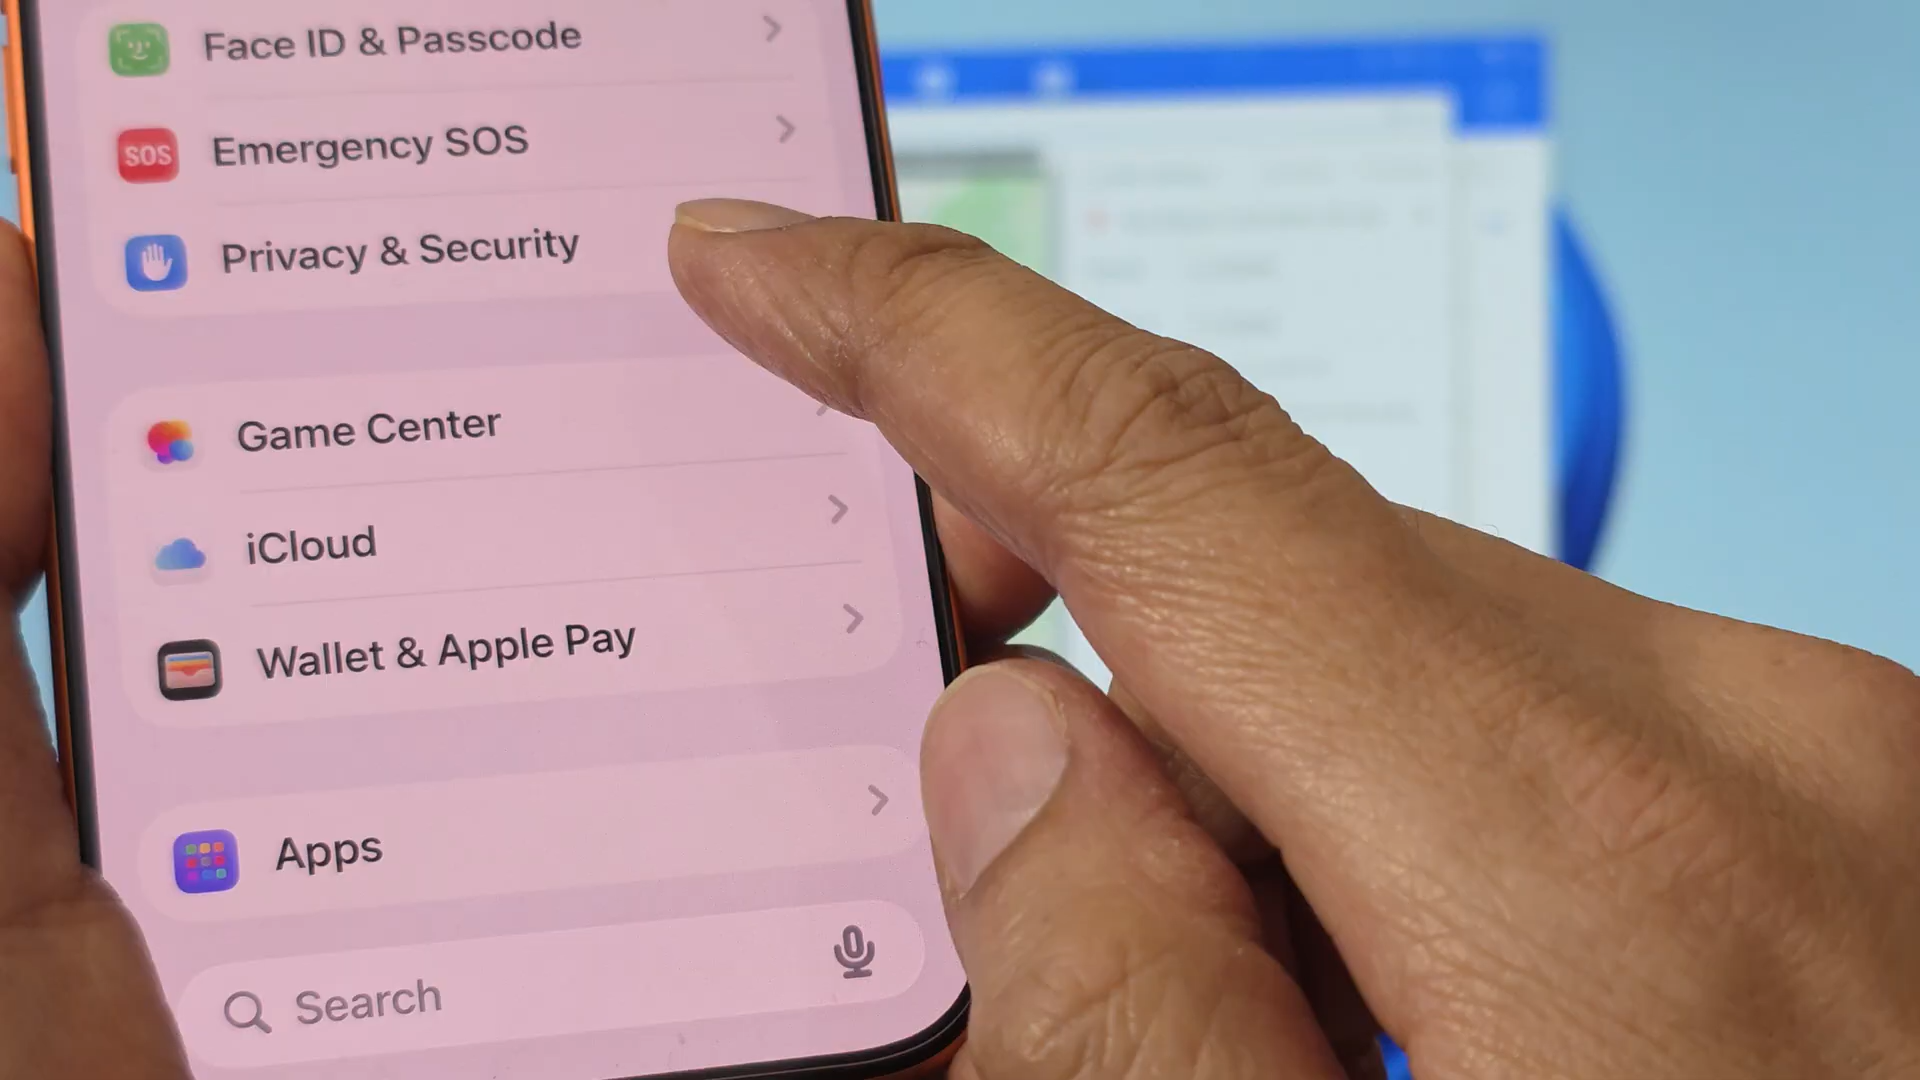 Face ID & Passcode
SOS
Emergency SOS
Privacy & Security
Game Center
iCloud
Wallet & Apple Pay
Apps
Search